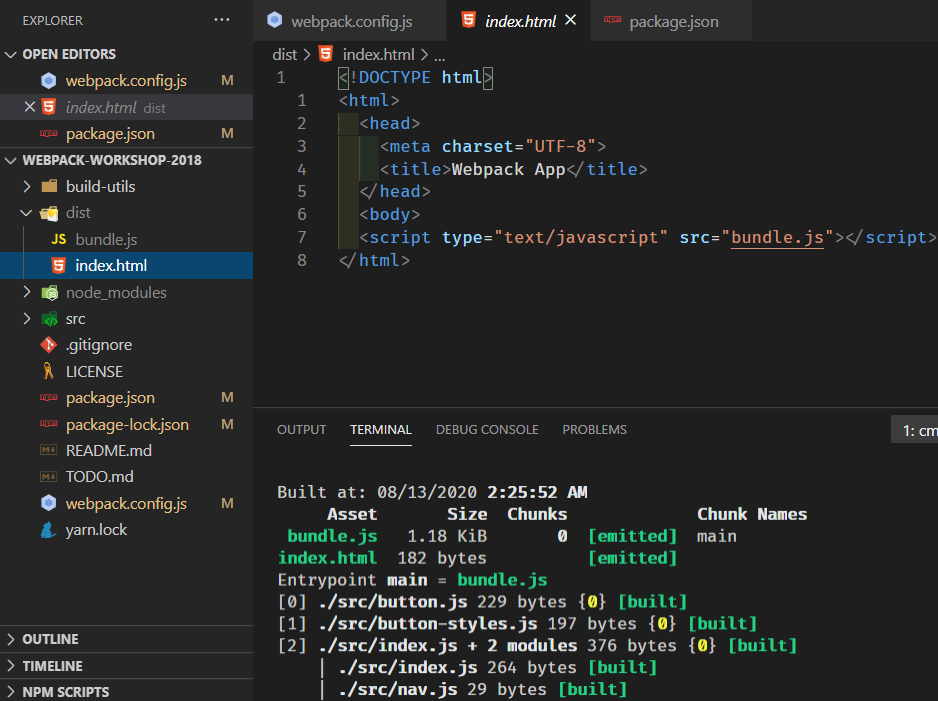 EXPLORER ···
OPEN EDITORS
webpack.config.js M
index.html dist
package.json M
WEBPACK-WORKSHOP-2018
build-utils
dist
JS bundle.js
index.html
node_modules
src
.gitignore
LICENSE
package.json M
package-lock.json M
README.md
TODO.md
webpack.config.js M
yarn.lock
OUTLINE
TIMELINE
NPM SCRIPTS
webpack.config.js index.html package.json
dist > index.html > ...
1 <!DOCTYPE html>
1 <html>
2 <head>
3 <meta charset="UTF-8">
4 <title>Webpack App</title>
5 </head>
6 <body>
7 <script type="text/javascript" src="bundle.js"></script>
8 </html>
OUTPUT TERMINAL DEBUG CONSOLE PROBLEMS 1: cm
Built at: 08/13/2020 2:25:52 AM
Asset Size Chunks Chunk Names
bundle.js 1.18 KiB 0 [emitted] main
index.html 182 bytes [emitted]
Entrypoint main = bundle.js
[0] ./src/button.js 229 bytes {0} [built]
[1] ./src/button-styles.js 197 bytes {0} [built]
[2] ./src/index.js + 2 modules 376 bytes {0} [built]
| ./src/index.js 264 bytes [built]
| ./src/nav.js 29 bytes [built]